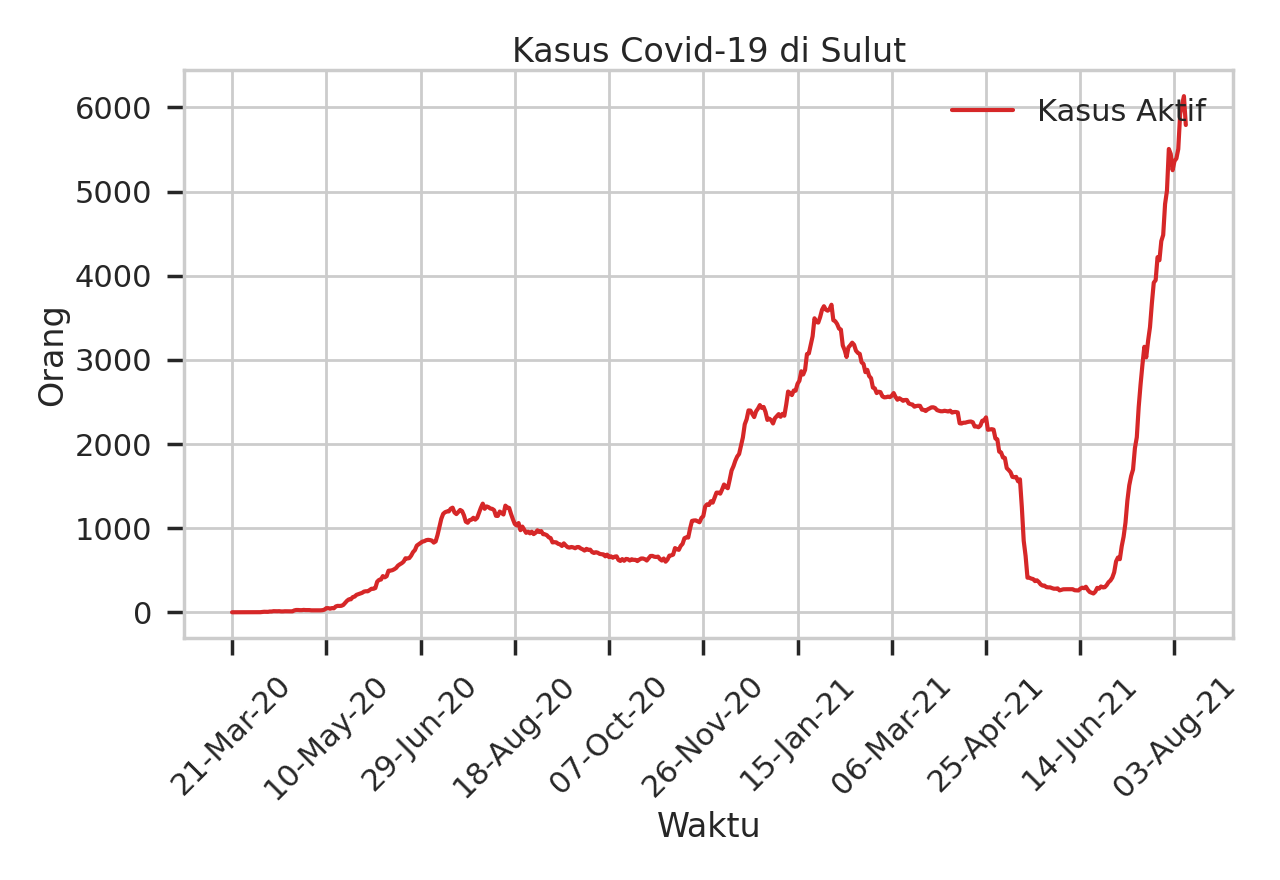 Kasus Covid-19 di Sulut
Kasus Aktif
6000
5000
4000
3000
2000
1000
0
Orang
21-Mar-20
10-May-20
29-Jun-20
18-Aug-20
07-Oct-20
26-Nov-20
15-Jan-21
06-Mar-21
25-Apr-21
14-Jun-21
03-Aug-21
Waktu